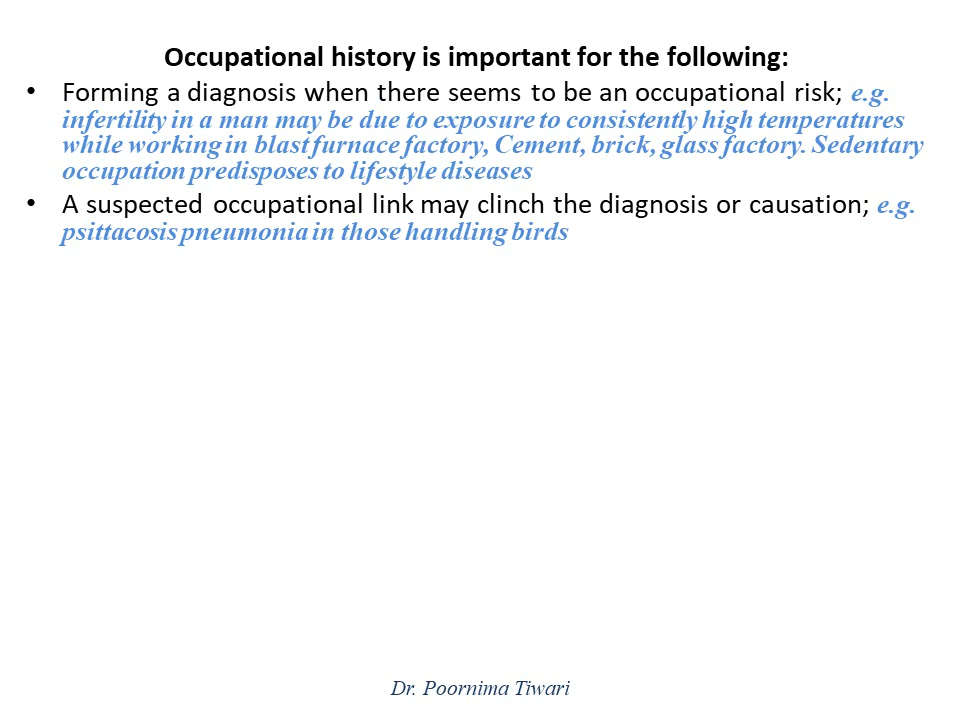 Occupational history is important for the following:
• Forming a diagnosis when there seems to be an occupational risk; e.g.
infertility in a man may be due to exposure to consistently high temperatures
while working in blast furnace factory, Cement, brick, glass factory. Sedentary
occupation predisposes to lifestyle diseases
• A suspected occupational link may clinch the diagnosis or causation; e.g.
psittacosis pneumonia in those handling birds
Dr. Poornima Tiwari